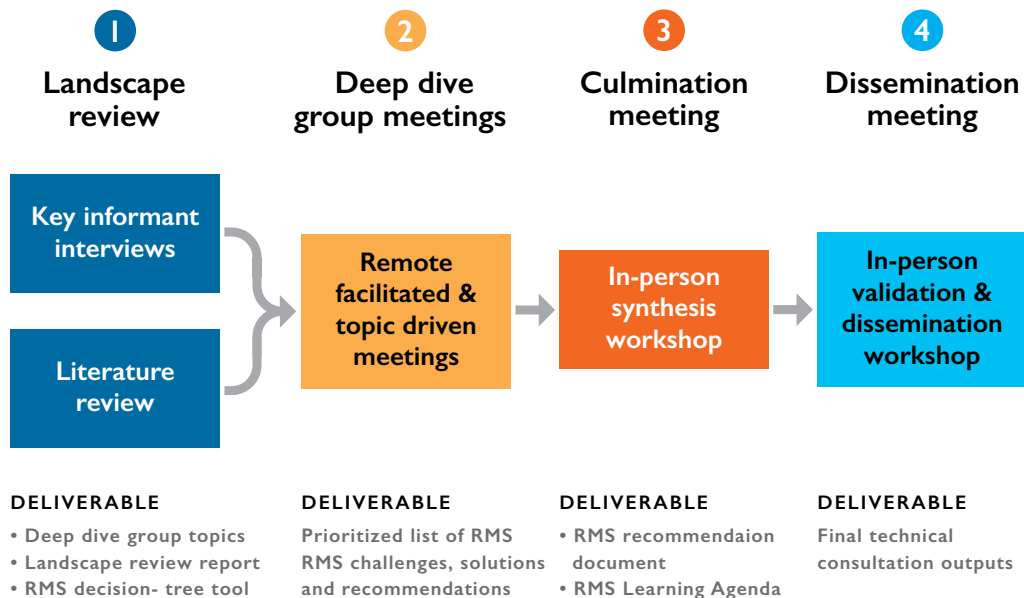 1
Landscape
review
2
Deep dive
group meetings
3
Culmination
meeting
4
Dissemination
meeting
Key informant
interviews
Literature
review
Remote
facilitated &
topic driven
meetings
In-person
synthesis
workshop
In-person
validation &
dissemination
workshop
DELIVERABLE
• Deep dive group topics
• Landscape review report
• RMS decision- tree tool
DELIVERABLE
Prioritized list of RMS
RMS challenges, solutions
and recommendations
DELIVERABLE
• RMS recommendaion
document
• RMS Learning Agenda
DELIVERABLE
Final technical
consultation outputs